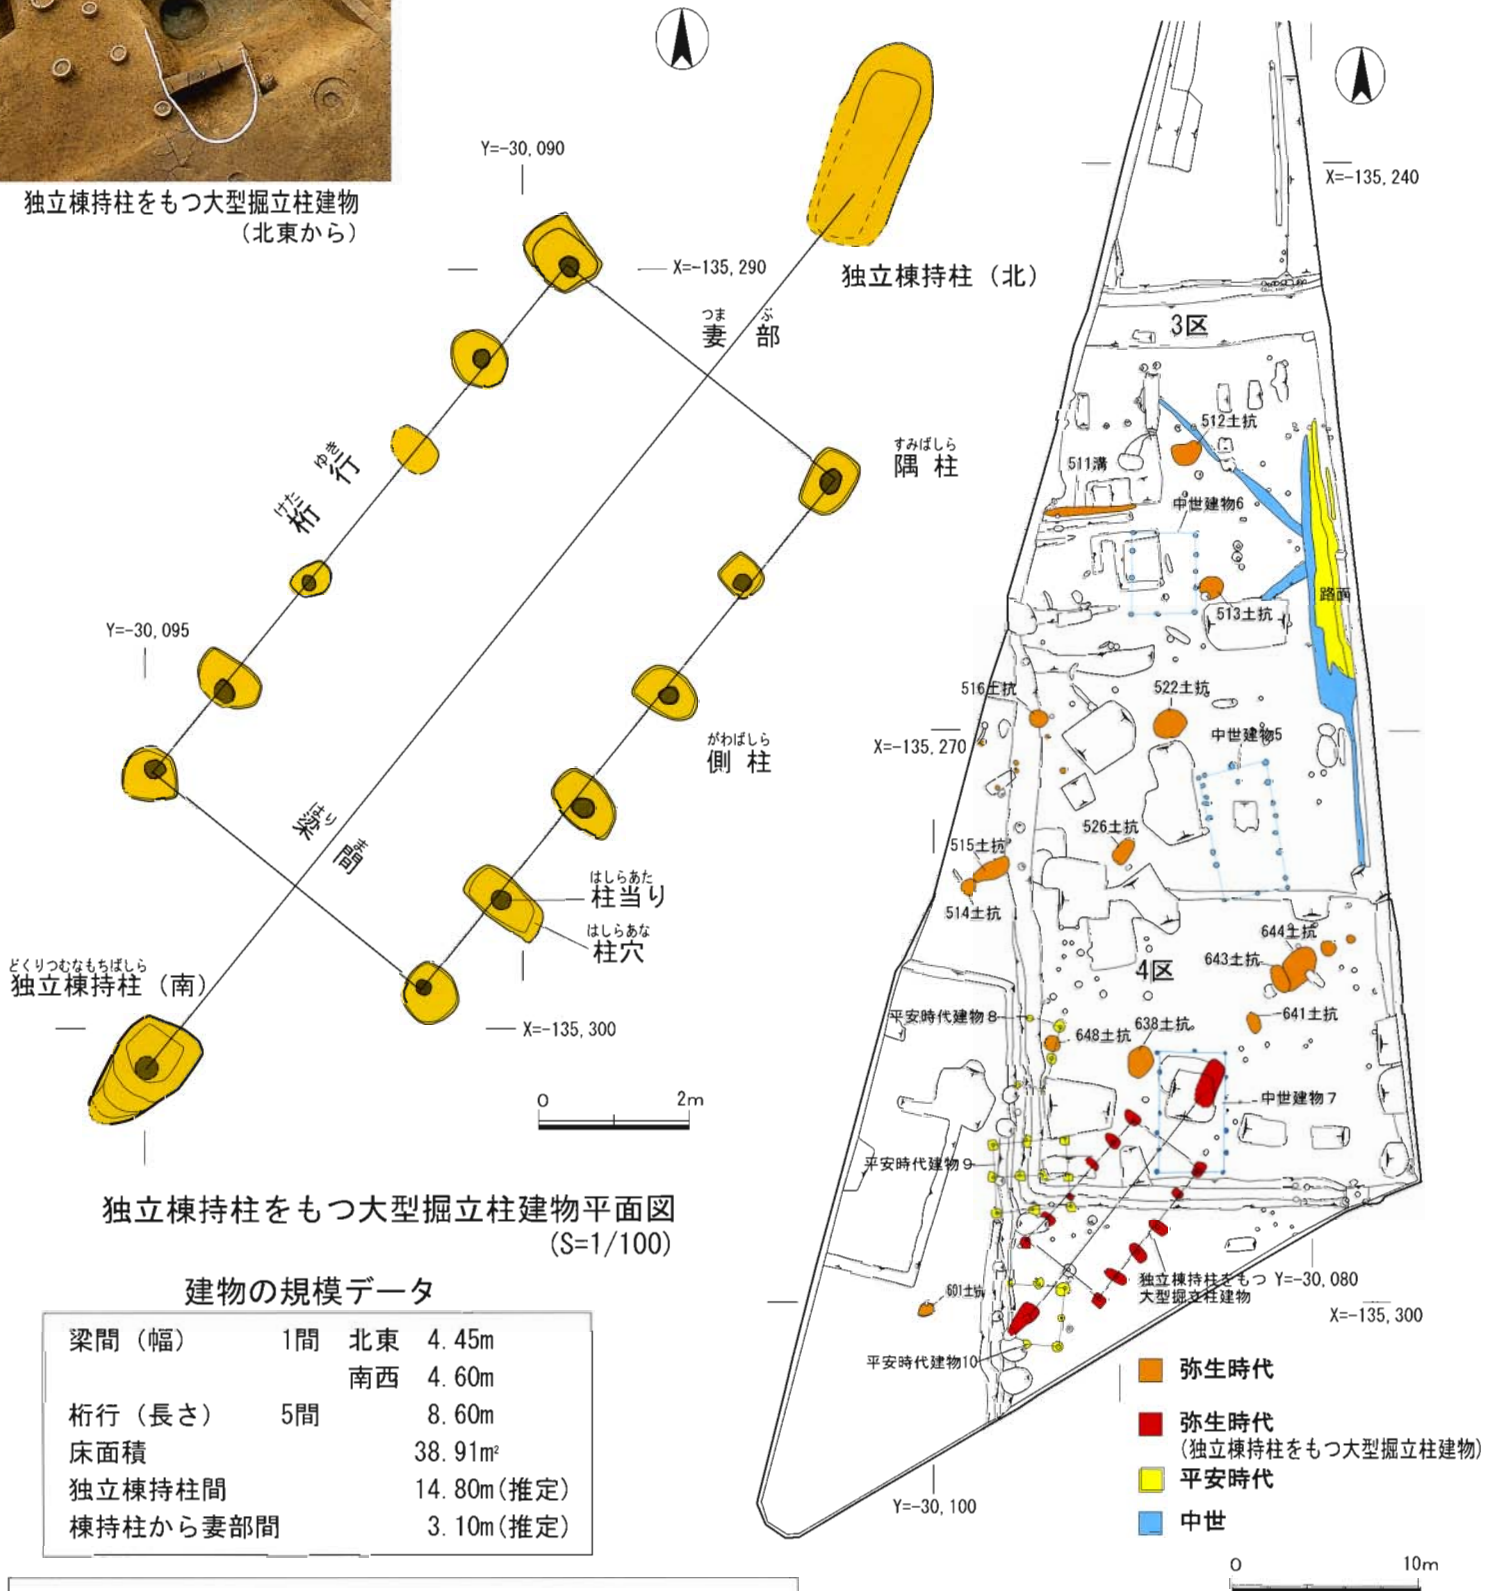 独立棟持柱をもつ大型掘立柱建物
(北東から)
Y=-30,090
X=-135,290
独立棟持柱（北）
つま ぶ
妻 部
すみばしら
隅 柱
けた ゆき
桁 行
Y=-30,095
がわばしら
側 柱
はり ま
梁 間
はしらあた
柱当り
はしらあな
柱穴
どくりつむなもちばしら
独立棟持柱（南）
X=-135,300
0 2m
独立棟持柱をもつ大型掘立柱建物平面図
(S=1/100)
建物の規模データ
梁間（幅） 1間 北東 4.45m
南西 4.60m
桁行（長さ） 5間 8.60m
床面積 38.91㎡
独立棟持柱間 14.80m(推定)
棟持柱から妻部間 3.10m(推定)
X=-135,240
3区
512土坑
511溝
中世建物6
路面
513土坑
516土坑
522土坑
X=-135,270
中世建物5
526土坑
515土坑
514土坑
644土坑
643土坑
4区
641土坑
平安時代建物8
648土坑
638土坑
中世建物7
平安時代建物9
独立棟持柱をもつ
大型掘立柱建物
Y=-30,080
601土坑
X=-135,300
平安時代建物10
Y=-30,100
弥生時代
弥生時代
(独立棟持柱をもつ大型掘立柱建物)
平安時代
中世
0 10m